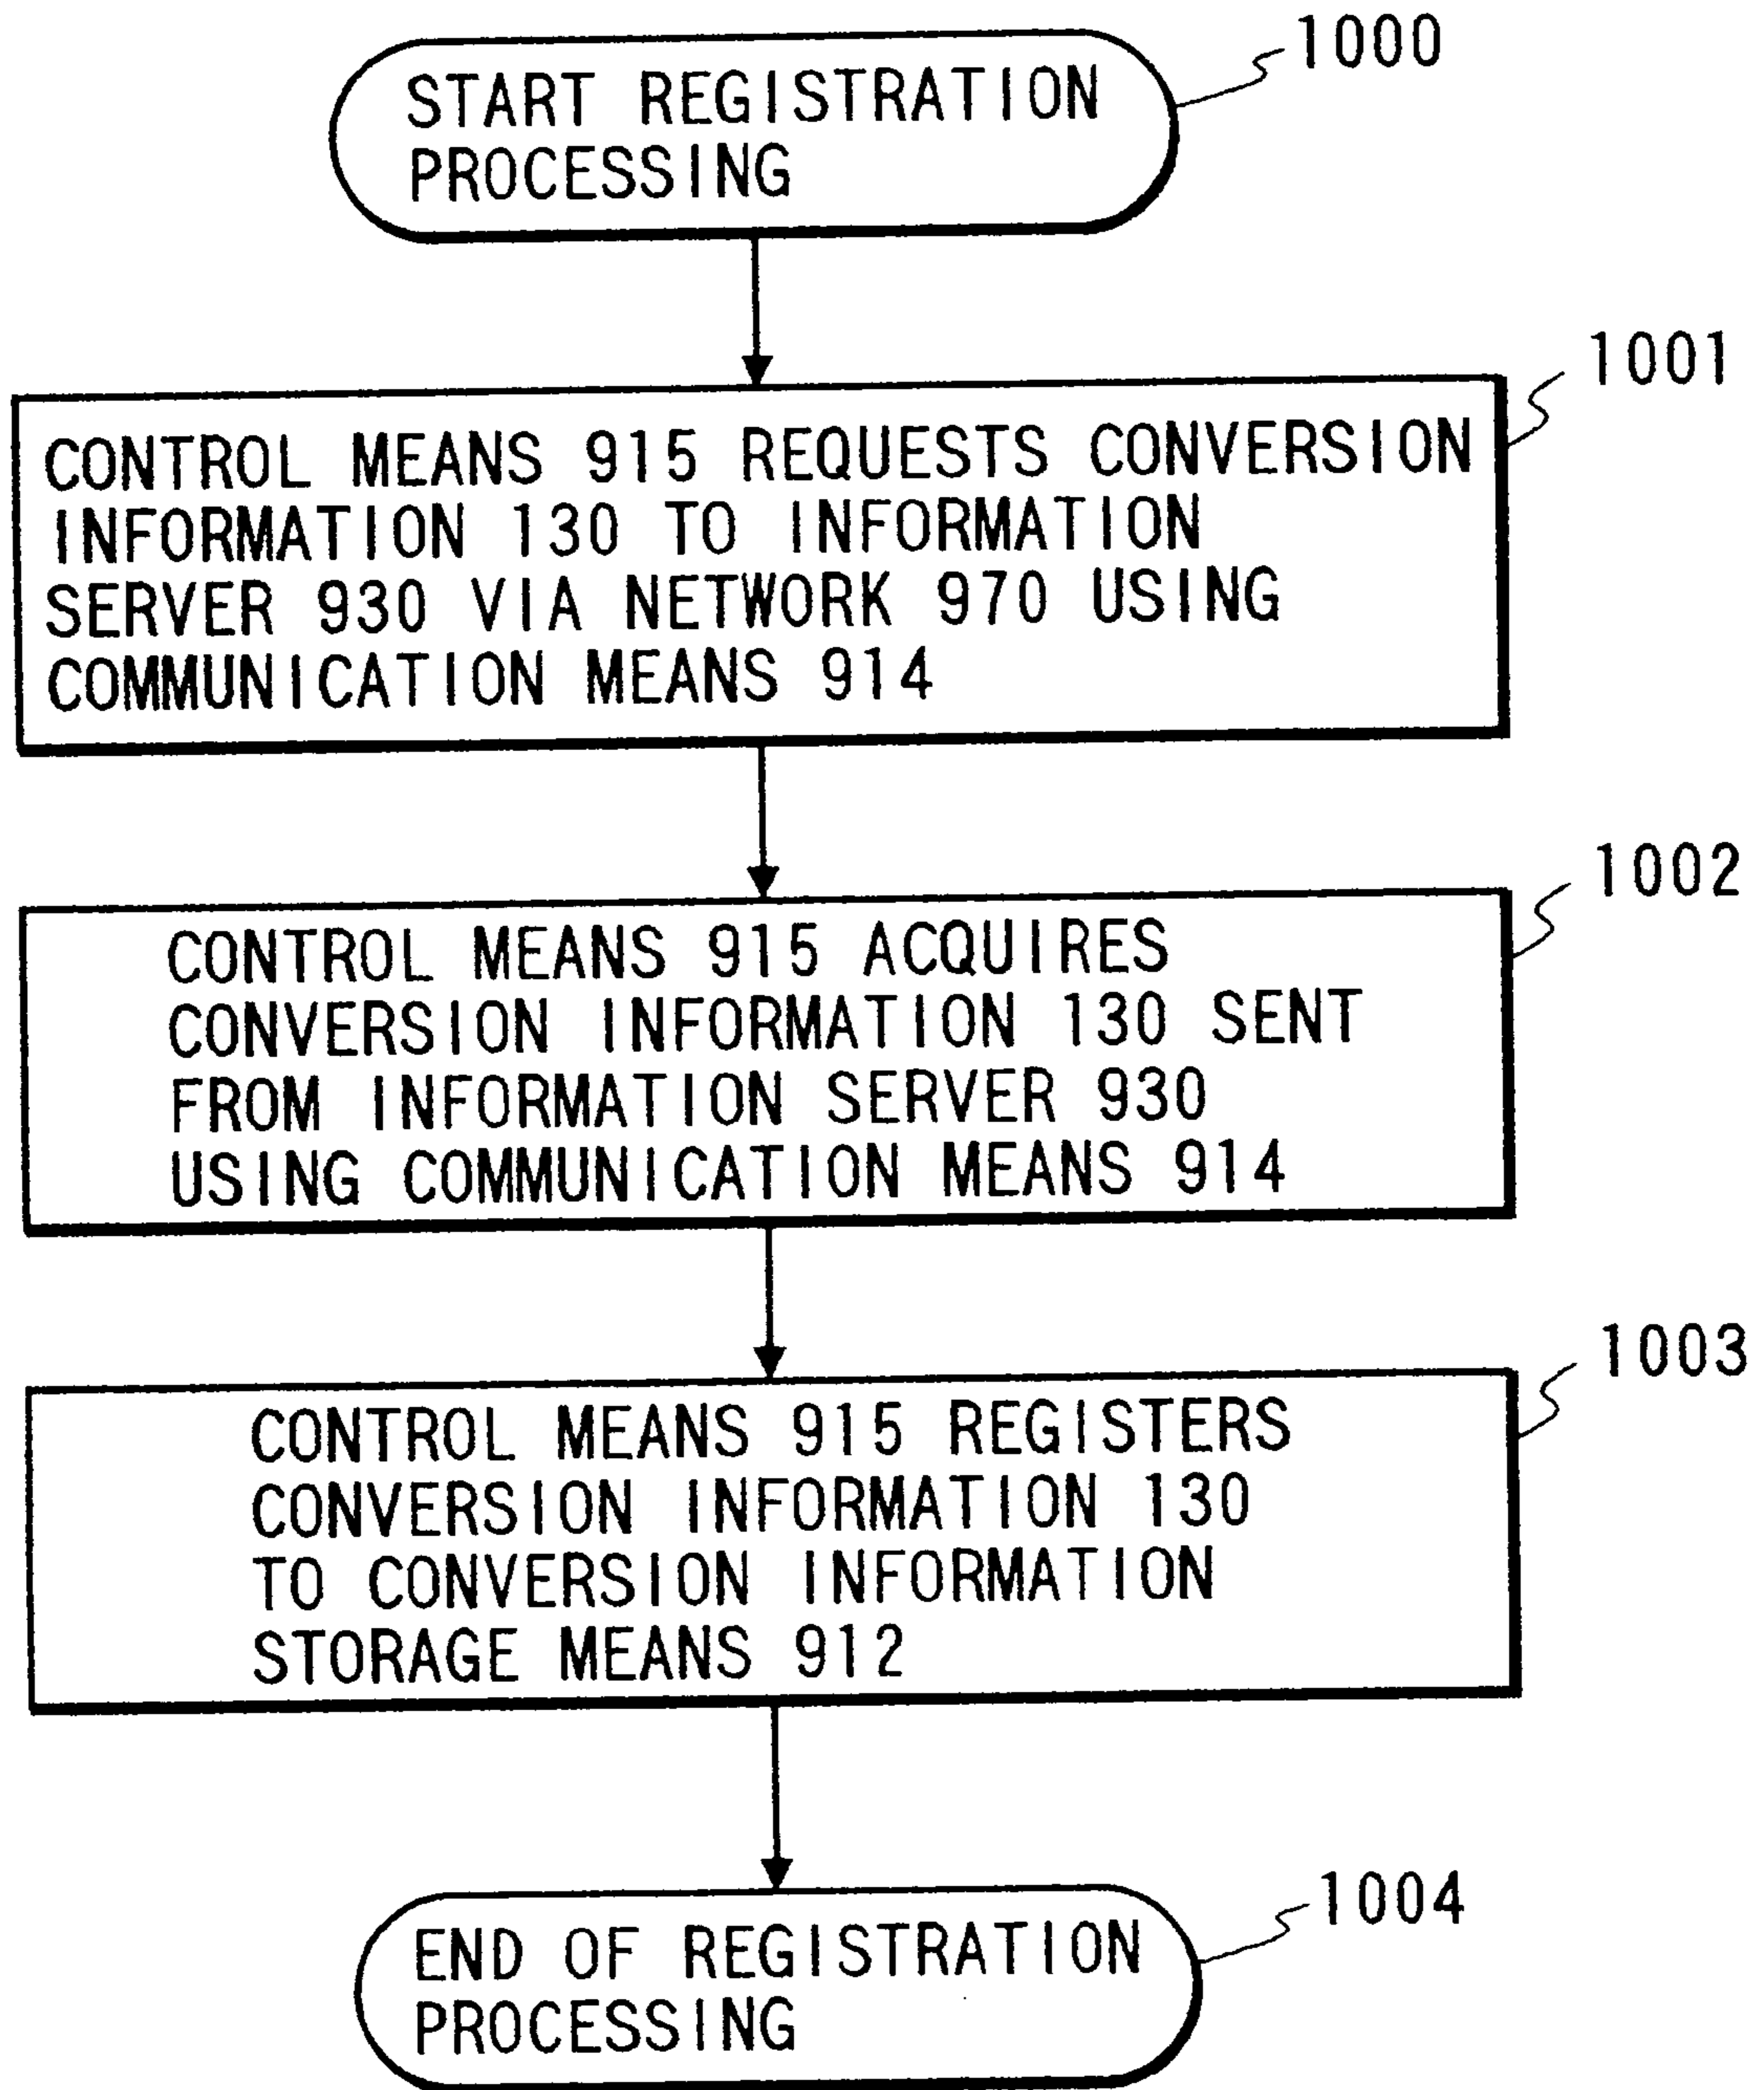 1000
START REGISTRATION
PROCESSING
1001
CONTROL MEANS 915 REQUESTS CONVERSION
INFORMATION 130 TO INFORMATION
SERVER 930 VIA NETWORK 970 USING
COMMUNICATION MEANS 914
1002
CONTROL MEANS 915 ACQUIRES
CONVERSION INFORMATION 130 SENT
FROM INFORMATION SERVER 930
USING COMMUNICATION MEANS 914
1003
CONTROL MEANS 915 REGISTERS
CONVERSION INFORMATION 130
TO CONVERSION INFORMATION
STORAGE MEANS 912
1004
END OF REGISTRATION
PROCESSING